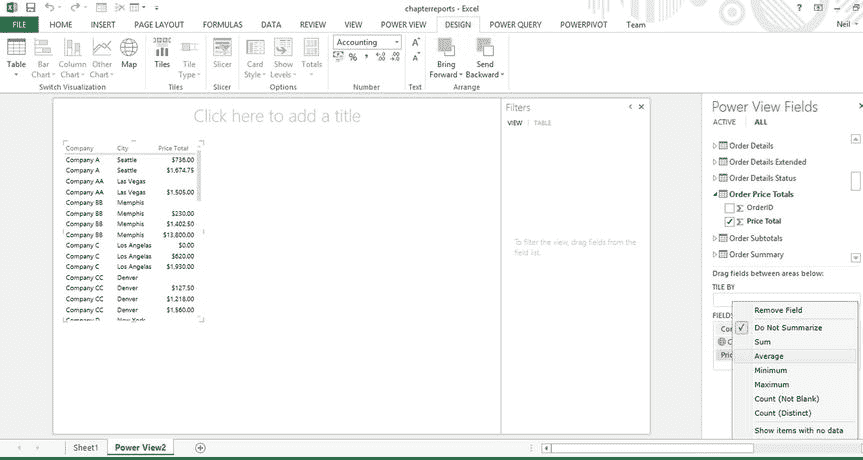 chapterreports - Excel
?
FILE HOME INSERT PAGE LAYOUT FORMULAS DATA REVIEW VIEW POWER VIEW DESIGN POWER QUERY POWERPIVOT Team Neil
Table Bar Chart Column Chart Other Chart Map Tiles Tile Type Slicer Card Style Show Levels Totals Accounting Bring Forward Send Backward
Switch Visualization Tiles Slicer Options Number Text Arrange
Click here to add a title
Company City Price Total
Company A Seattle $736.00
Company A Seattle $1,674.75
Company AA Las Vegas
Company AA Las Vegas $1,505.00
Company BB Memphis
Company BB Memphis $230.00
Company BB Memphis $1,402.50
Company BB Memphis $13,800.00
Company C Los Angelas $0.00
Company C Los Angelas $620.00
Company C Los Angelas $1,930.00
Company CC Denver
Company CC Denver $127.50
Company CC Denver $1,218.00
Company CC Denver $1,560.00
Company D New York
Filters
VIEW | TABLE
To filter the view, drag fields from the
field list.
Power View Fields
ACTIVE ALL
Order Details
Order Details Extended
Order Details Status
Order Price Totals
Σ OrderID
Σ Price Total
Order Subtotals
Order Summary
Drag fields between areas below:
TILE BY
FIELDS
Remove Field
Do Not Summarize
Sum
Average
Minimum
Maximum
Count (Not Blank)
Count (Distinct)
Show items with no data
Sheet1 Power View2